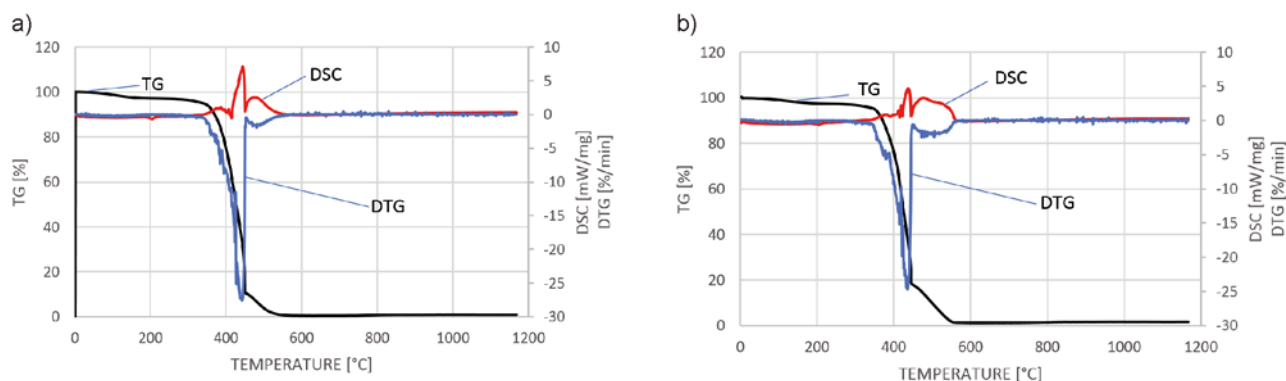 a)
120
100
80
60
40
20
0
TG [%]
TG
DSC
DTG
10
5
0
-5
-10
-15
-20
-25
-30
DSC [mW/mg]
DTG [%/min]
0 200 400 600 800 1000 1200
TEMPERATURE [°C]
b)
120
100
80
60
40
20
0
TG [%]
TG
DSC
DTG
10
5
0
-5
-10
-15
-20
-25
-30
DSC [mW/mg]
DTG [%/min]
0 200 400 600 800 1000 1200
TEMPERATURE [°C]